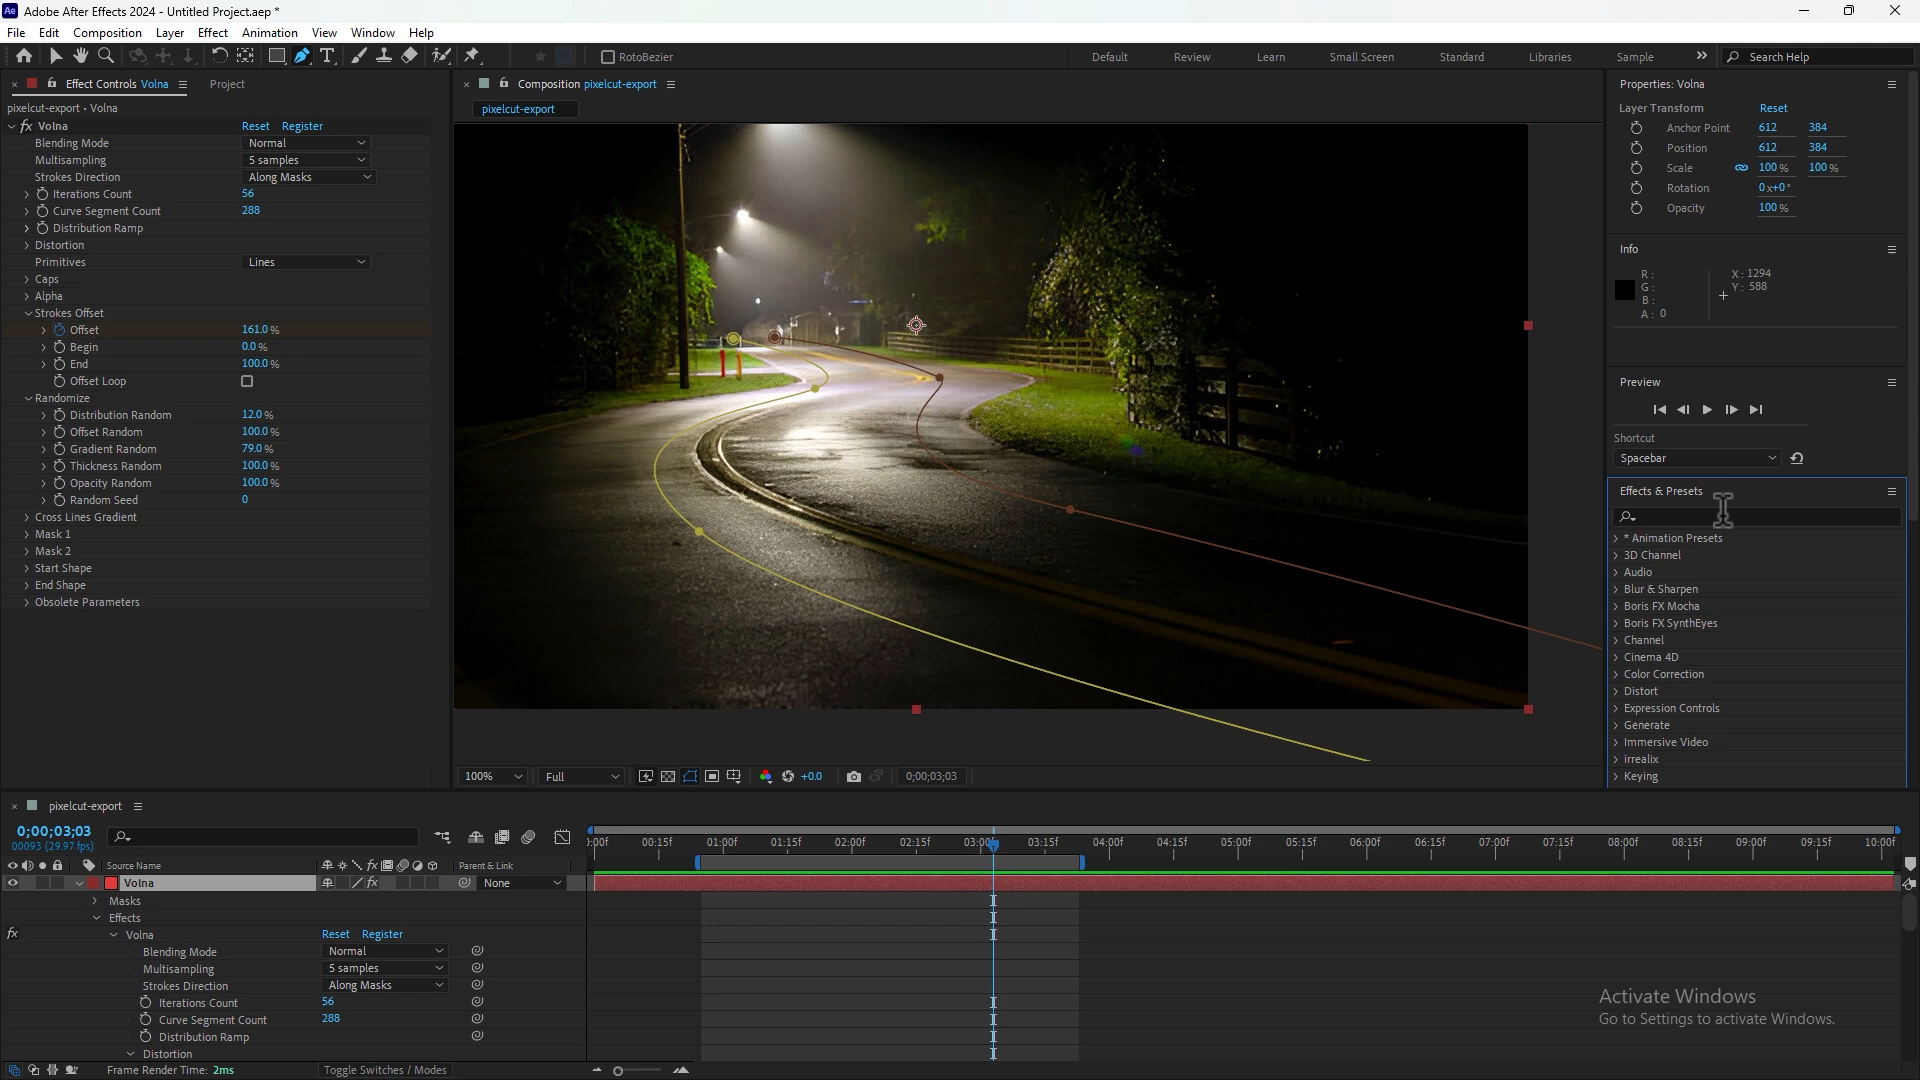 Adobe After Effects 2024 - Untitled Project.aep *
File Edit Composition Layer Effect Animation View Window Help
RotoBezier Default Review Learn Small Screen Standard Libraries Sample Search Help
Effect Controls Volna Project
pixelcut-export • Volna
fx Volna Reset Register
Blending Mode Normal
Multisampling 5 samples
Strokes Direction Along Masks
Iterations Count 56
Curve Segment Count 288
Distribution Ramp
Distortion
Primitives Lines
Caps
Alpha
Strokes Offset
Offset 161.0 %
Begin 0.0 %
End 100.0 %
Offset Loop
Randomize
Distribution Random 12.0 %
Offset Random 100.0 %
Gradient Random 79.0 %
Thickness Random 100.0 %
Opacity Random 100.0 %
Random Seed 0
Cross Lines Gradient
Mask 1
Mask 2
Start Shape
End Shape
Obsolete Parameters
Composition pixelcut-export
pixelcut-export
100% Full +0.0 0;00;03;03
Properties: Volna
Layer Transform Reset
Anchor Point 612 384
Position 612 384
Scale 100 % 100 %
Rotation 0 x+0 °
Opacity 100 %
Info
R :
G :
B :
A : 0
X : 1294
Y : 588
Preview
Shortcut
Spacebar
Effects & Presets
* Animation Presets
3D Channel
Audio
Blur & Sharpen
Boris FX Mocha
Boris FX SynthEyes
Channel
Cinema 4D
Color Correction
Distort
Expression Controls
Generate
Immersive Video
irrealix
Keying
pixelcut-export
0;00;03;03
00093 (29.97 fps)
:00f 00:15f 01:00f 01:15f 02:00f 02:15f 03:00f 03:15f 04:00f 04:15f 05:00f 05:15f 06:00f 06:15f 07:00f 07:15f 08:00f 08:15f 09:00f 09:15f 10:00f
Source Name fx Parent & Link
Volna fx None
Masks
Effects
fx Volna Reset Register
Blending Mode Normal
Multisampling 5 samples
Strokes Direction Along Masks
Iterations Count 56
Curve Segment Count 288
Distribution Ramp
Distortion
Frame Render Time: 2ms Toggle Switches / Modes
Activate Windows
Go to Settings to activate Windows.